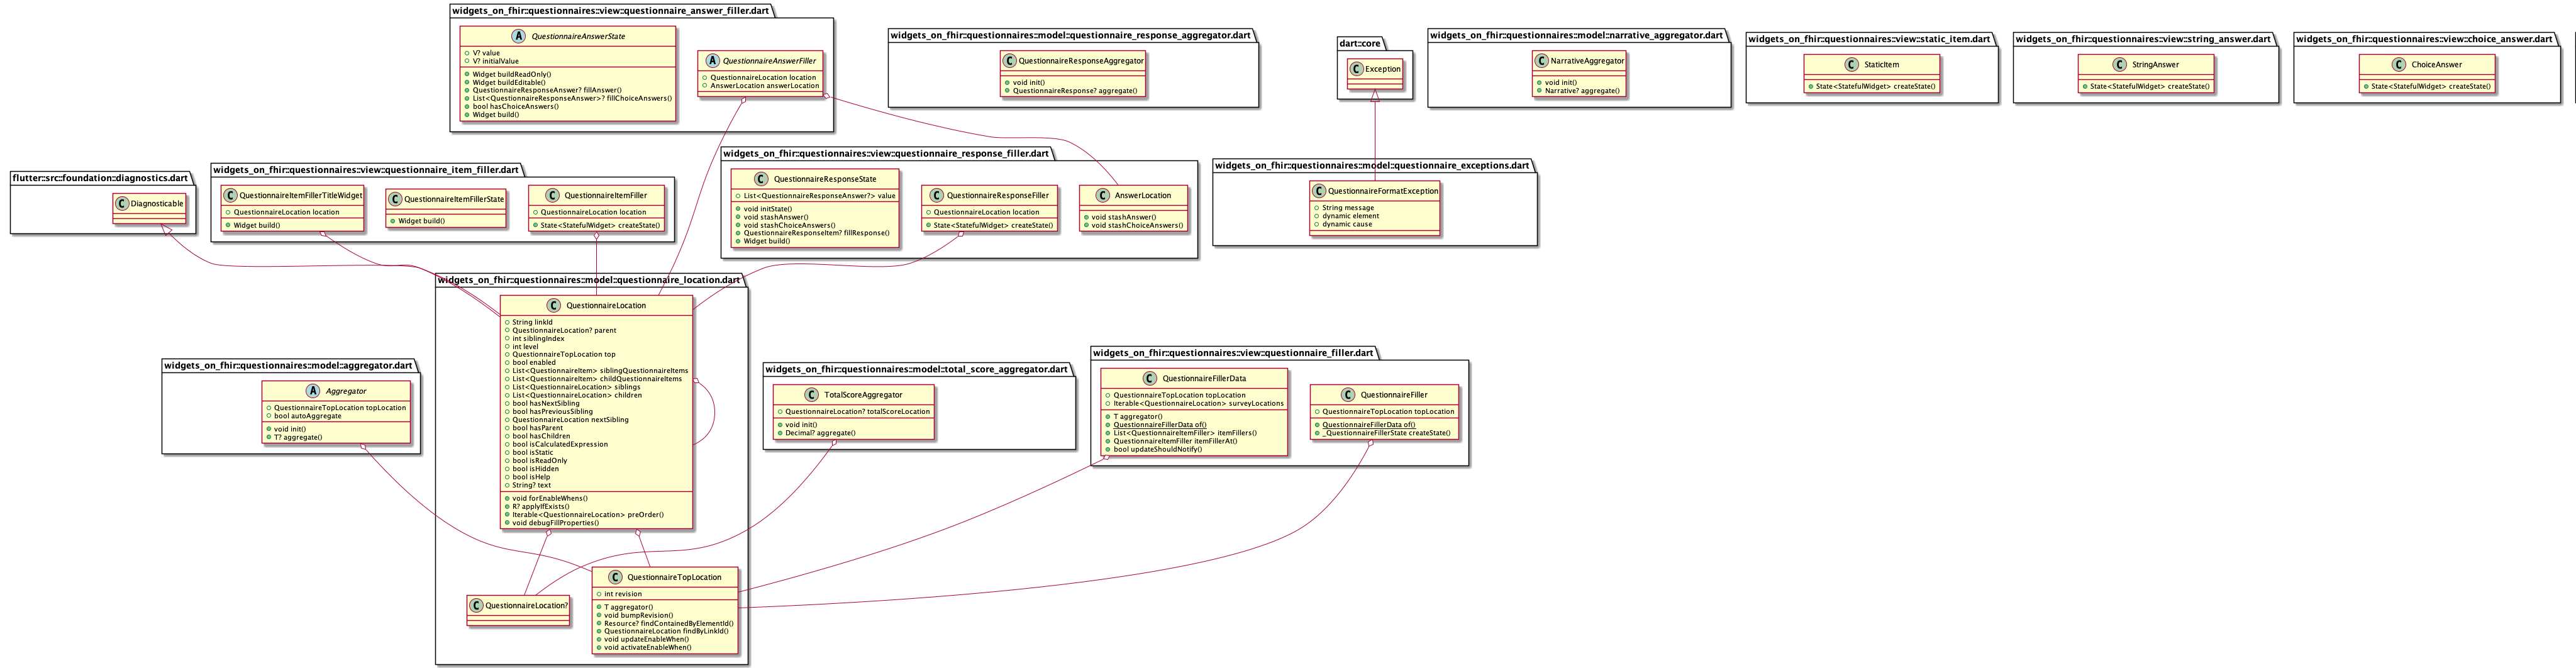 widgets_on_fhir::questionnaires::view::questionnaire_answer_filler.dart
A QuestionnaireAnswerState
V? value
V? initialValue
Widget buildReadOnly()
Widget buildEditable()
QuestionnaireResponseAnswer? fillAnswer()
List<QuestionnaireResponseAnswer>? fillChoiceAnswers()
bool hasChoiceAnswers()
Widget build()
A QuestionnaireAnswerFiller
QuestionnaireLocation location
AnswerLocation answerLocation
widgets_on_fhir::questionnaires::model::questionnaire_response_aggregator.dart
C QuestionnaireResponseAggregator
void init()
QuestionnaireResponse? aggregate()
dart::core
C Exception
widgets_on_fhir::questionnaires::model::narrative_aggregator.dart
C NarrativeAggregator
void init()
Narrative? aggregate()
widgets_on_fhir::questionnaires::view::static_item.dart
C StaticItem
State<StatefulWidget> createState()
widgets_on_fhir::questionnaires::view::string_answer.dart
C StringAnswer
State<StatefulWidget> createState()
widgets_on_fhir::questionnaires::view::choice_answer.dart
C ChoiceAnswer
State<StatefulWidget> createState()
flutter::src::foundation::diagnostics.dart
C Diagnosticable
widgets_on_fhir::questionnaires::view::questionnaire_item_filler.dart
C QuestionnaireItemFillerTitleWidget
QuestionnaireLocation location
Widget build()
C QuestionnaireItemFillerState
Widget build()
C QuestionnaireItemFiller
QuestionnaireLocation location
State<StatefulWidget> createState()
widgets_on_fhir::questionnaires::view::questionnaire_response_filler.dart
C QuestionnaireResponseState
List<QuestionnaireResponseAnswer?> value
void initState()
void stashAnswer()
void stashChoiceAnswers()
QuestionnaireResponseItem? fillResponse()
Widget build()
C QuestionnaireResponseFiller
QuestionnaireLocation location
State<StatefulWidget> createState()
C AnswerLocation
void stashAnswer()
void stashChoiceAnswers()
widgets_on_fhir::questionnaires::model::questionnaire_exceptions.dart
C QuestionnaireFormatException
String message
dynamic element
dynamic cause
widgets_on_fhir::questionnaires::model::questionnaire_location.dart
C QuestionnaireLocation
String linkId
QuestionnaireLocation? parent
int siblingIndex
int level
QuestionnaireTopLocation top
bool enabled
List<QuestionnaireItem> siblingQuestionnaireItems
List<QuestionnaireItem> childQuestionnaireItems
List<QuestionnaireLocation> siblings
List<QuestionnaireLocation> children
bool hasNextSibling
bool hasPreviousSibling
QuestionnaireLocation nextSibling
bool hasParent
bool hasChildren
bool isCalculatedExpression
bool isStatic
bool isReadOnly
bool isHidden
bool isHelp
String? text
void forEnableWhens()
R? applyIfExists()
Iterable<QuestionnaireLocation> preOrder()
void debugFillProperties()
C QuestionnaireLocation?
C QuestionnaireTopLocation
int revision
T aggregator()
void bumpRevision()
Resource? findContainedByElementId()
QuestionnaireLocation findByLinkId()
void updateEnableWhen()
void activateEnableWhen()
widgets_on_fhir::questionnaires::model::aggregator.dart
A Aggregator
QuestionnaireTopLocation topLocation
bool autoAggregate
void init()
T? aggregate()
widgets_on_fhir::questionnaires::model::total_score_aggregator.dart
C TotalScoreAggregator
QuestionnaireLocation? totalScoreLocation
void init()
Decimal? aggregate()
widgets_on_fhir::questionnaires::view::questionnaire_filler.dart
C QuestionnaireFillerData
QuestionnaireTopLocation topLocation
Iterable<QuestionnaireLocation> surveyLocations
T aggregator()
QuestionnaireFillerData of()
List<QuestionnaireItemFiller> itemFillers()
QuestionnaireItemFiller itemFillerAt()
bool updateShouldNotify()
C QuestionnaireFiller
QuestionnaireTopLocation topLocation
QuestionnaireFillerData of()
_QuestionnaireFillerState createState()